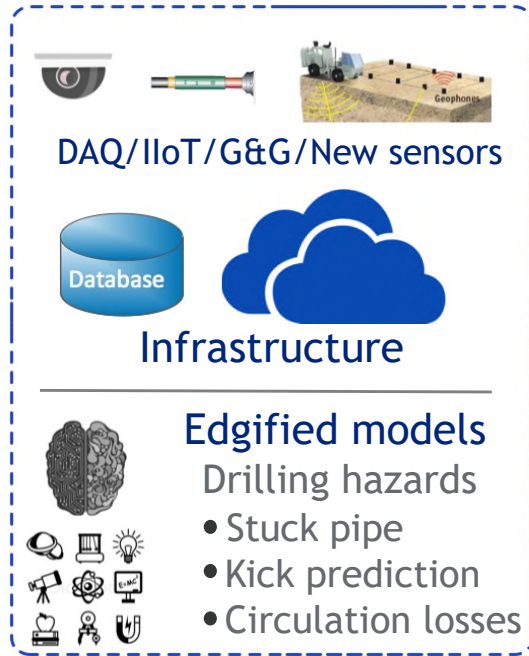 Geophones
DAQ/IIoT/G&G/New sensors
Database
Infrastructure
Edgified models
Drilling hazards
• Stuck pipe
• Kick prediction
• Circulation losses